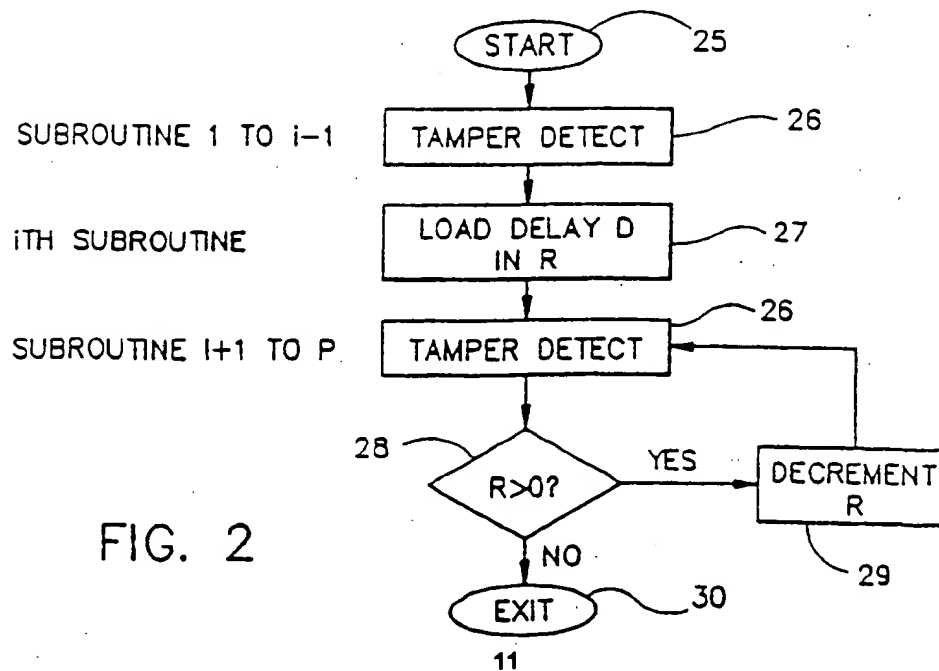 START
25
SUBROUTINE 1 TO i-1
TAMPER DETECT
26
iTH SUBROUTINE
LOAD DELAY D
IN R
27
26
SUBROUTINE I+1 TO P
TAMPER DETECT
28
R>0?
YES
DECREMENT
R
29
NO
FIG. 2
EXIT
30
11